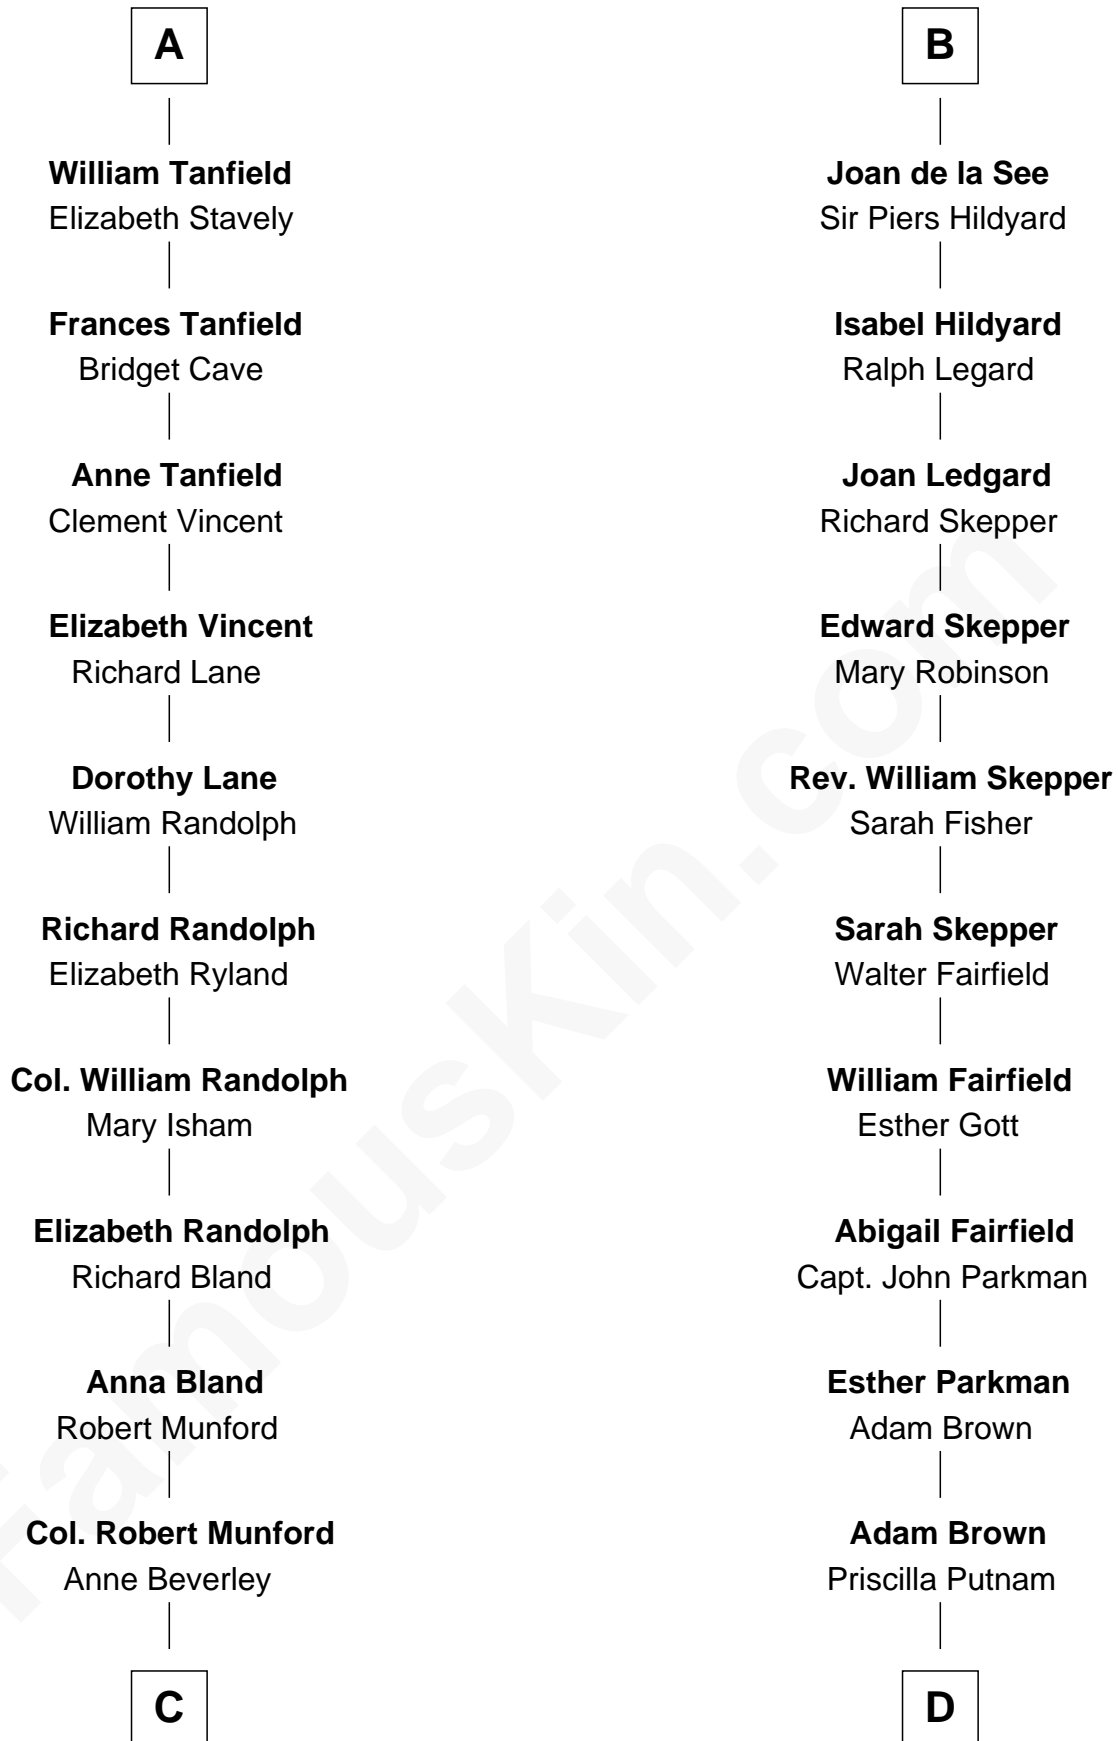 A
William Tanfield
Elizabeth Stavely
Frances Tanfield
Bridget Cave
Anne Tanfield
Clement Vincent
Elizabeth Vincent
Richard Lane
Dorothy Lane
William Randolph
Richard Randolph
Elizabeth Ryland
Col. William Randolph
Mary Isham
Elizabeth Randolph
Richard Bland
Anna Bland
Robert Munford
Col. Robert Munford
Anne Beverley
C
B
Joan de la See
Sir Piers Hildyard
Isabel Hildyard
Ralph Legard
Joan Ledgard
Richard Skepper
Edward Skepper
Mary Robinson
Rev. William Skepper
Sarah Fisher
Sarah Skepper
Walter Fairfield
William Fairfield
Esther Gott
Abigail Fairfield
Capt. John Parkman
Esther Parkman
Adam Brown
Adam Brown
Priscilla Putnam
D
FamousKin.com